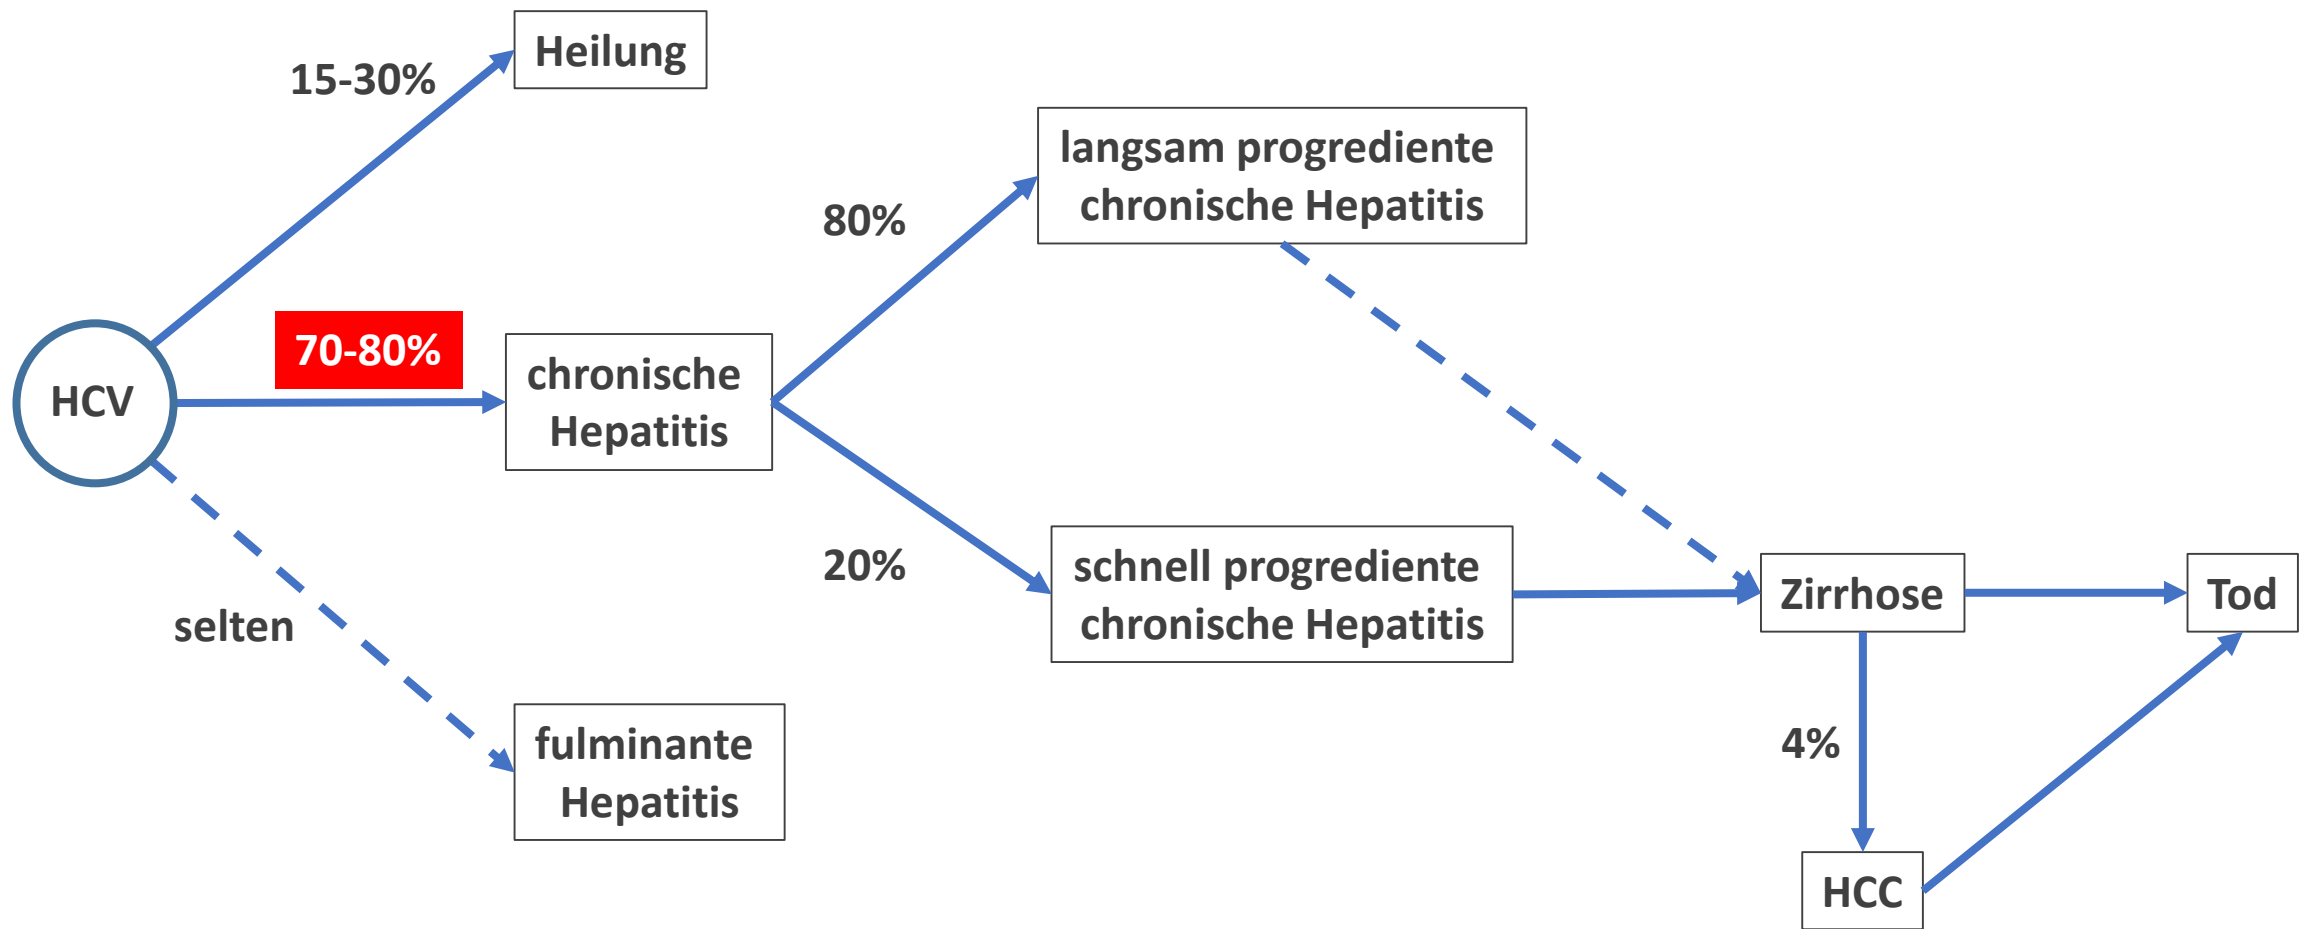 Heilung
15-30%
langsam progrediente
chronische Hepatitis
80%
70-80%
HCV
chronische
Hepatitis
20%
schnell progrediente
chronische Hepatitis
Zirrhose
Tod
selten
fulminante
Hepatitis
4%
HCC